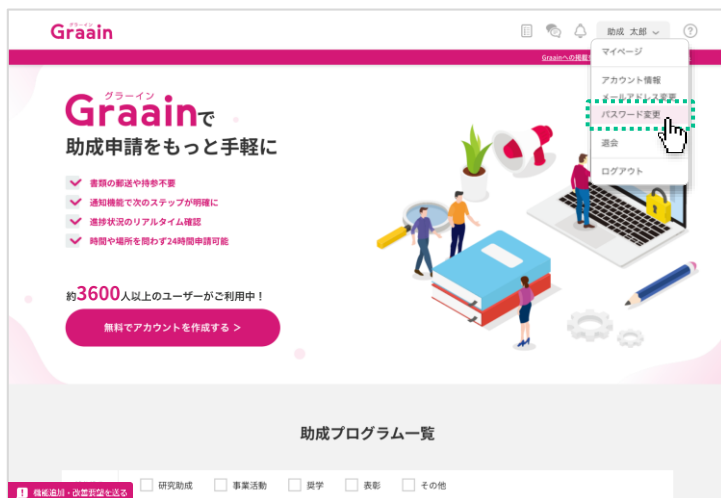 グラーイン
Graain
助成 太郎
?
マイページ
Graainへの掲載
アカウント情報
メールアドレス変更
パスワード変更
退会
ログアウト
グラーイン
Graainで
助成申請をもっと手軽に
書類の郵送や持参不要
通知機能で次のステップが明確に
進捗状況のリアルタイム確認
時間や場所を問わず24時間申請可能
約3600人以上のユーザーがご利用中！
無料でアカウントを作成する >
助成プログラム一覧
研究助成 事業活動 奨学 表彰 その他
! 機能追加・改善要望を送る